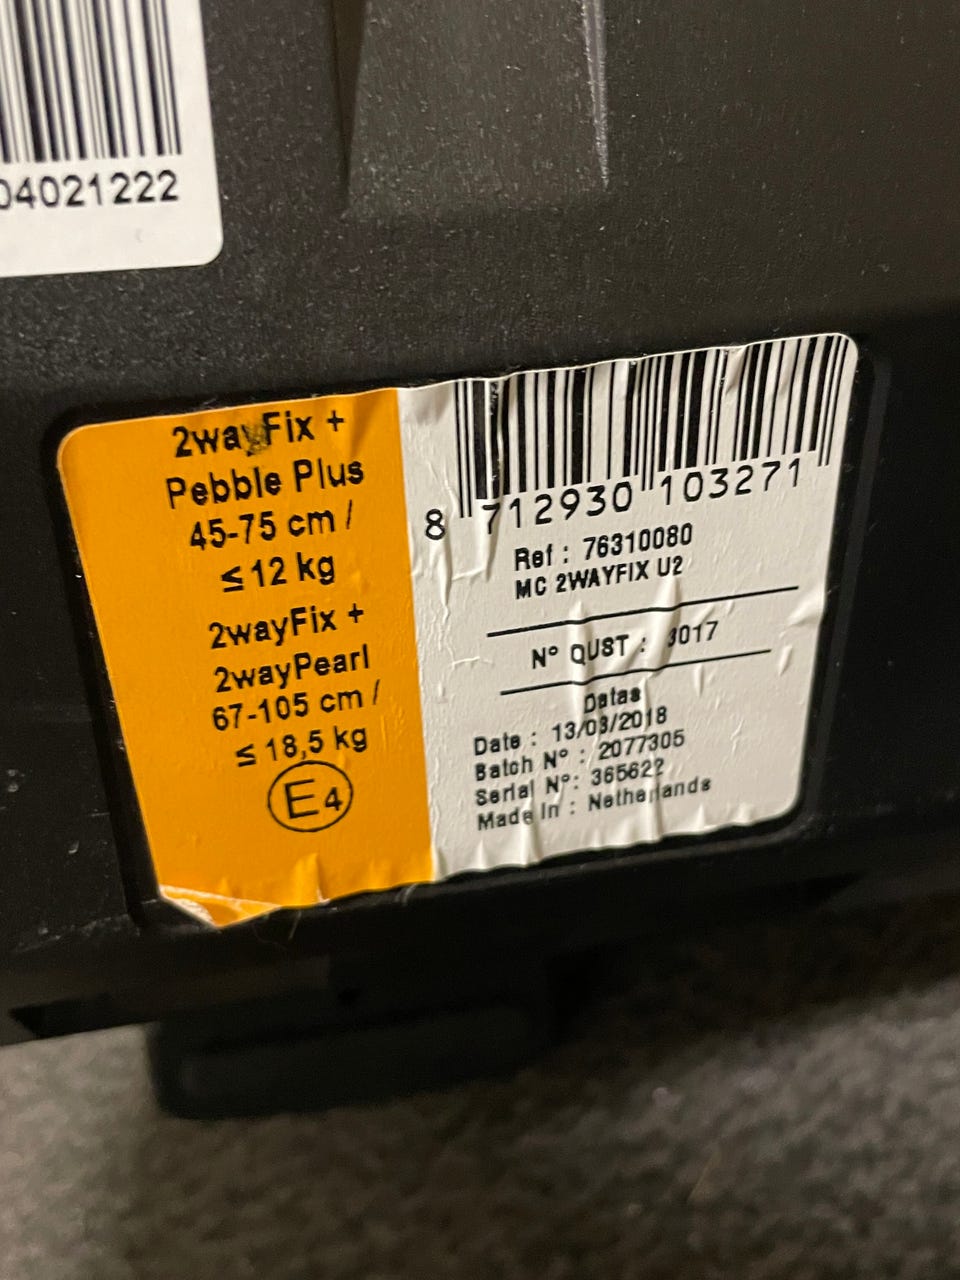 04021222
2wayFix +
Pebble Plus
45-75 cm /
≤ 12 kg
2wayFix +
2wayPearl
67-105 cm /
≤ 18,5 kg
E4
8 712930 103271
Ref : 76310080
MC 2WAYFIX U2
N° QUST : 3017
Datas
Date : 13/03/2018
Batch N° : 2077305
Serial N°: 365622
Made In : Netherlands